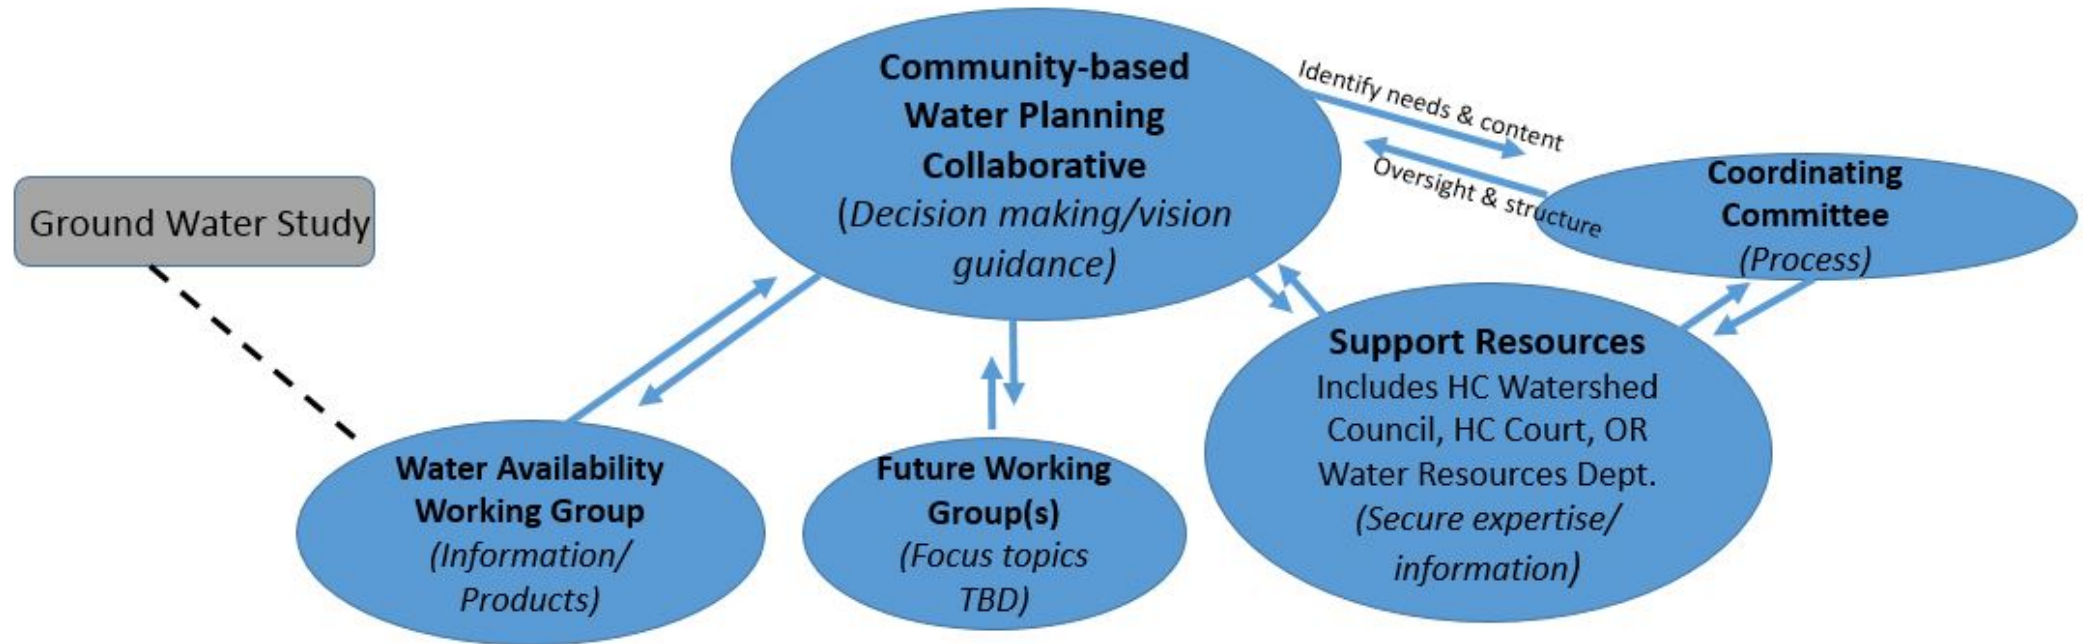 Community-based
Water Planning
Collaborative
(Decision making/vision
guidance)
Identify needs & content
Oversight & structure
Coordinating
Committee
(Process)
Ground Water Study
Support Resources
Includes HC Watershed
Council, HC Court, OR
Water Resources Dept.
(Secure expertise/
information)
Water Availability
Working Group
(Information/
Products)
Future Working
Group(s)
(Focus topics
TBD)